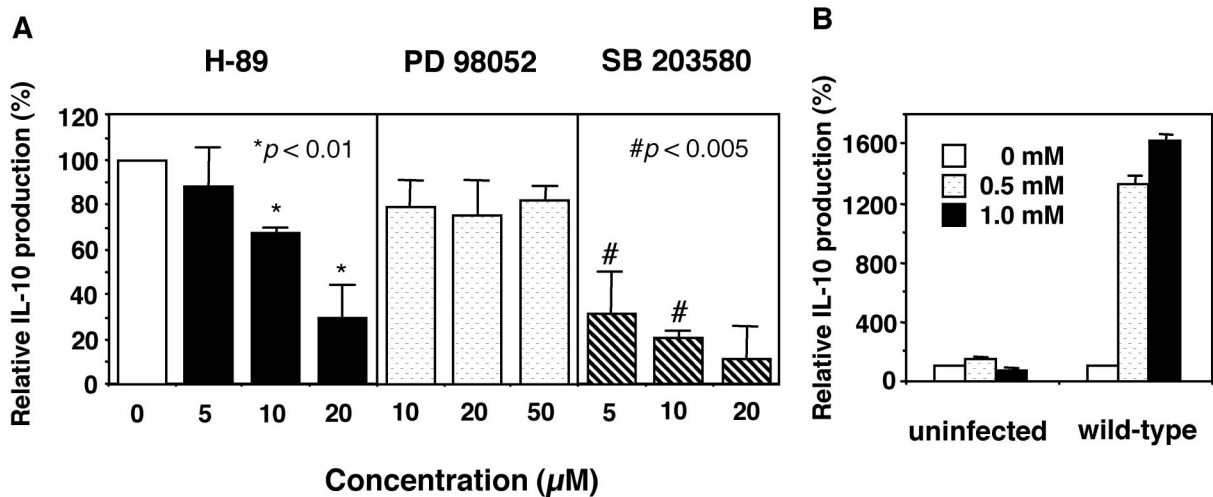 A
H-89
PD 98052
SB 203580
Relative IL-10 production (%)
120
100
80
60
40
20
0
*p < 0.01
#p < 0.005
*
*
#
#
0
5
10
20
10
20
50
5
10
20
Concentration (µM)
B
Relative IL-10 production (%)
1600
1200
800
400
0
0 mM
0.5 mM
1.0 mM
uninfected
wild-type